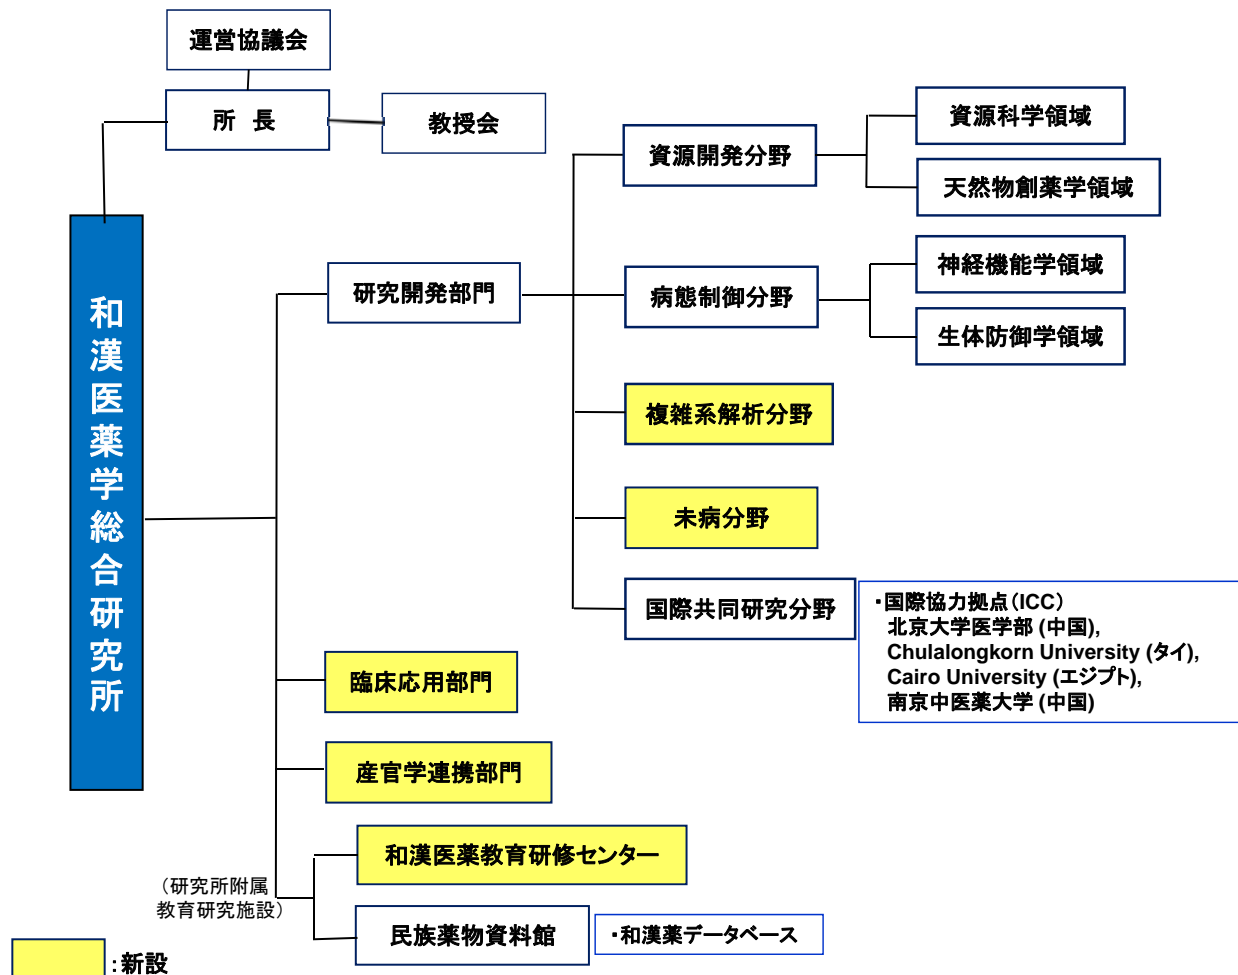 運営協議会
所 長
教授会
和漢医薬学総合研究所
研究開発部門
資源開発分野
資源科学領域
天然物創薬学領域
病態制御分野
神経機能学領域
生体防御学領域
複雑系解析分野
未病分野
国際共同研究分野
・国際協力拠点(ICC)
北京大学医学部 (中国),
Chulalongkorn University (タイ),
Cairo University (エジプト),
南京中医薬大学 (中国)
臨床応用部門
産官学連携部門
(研究所附属
教育研究施設)
和漢医薬教育研修センター
民族薬物資料館
・和漢薬データベース
:新設